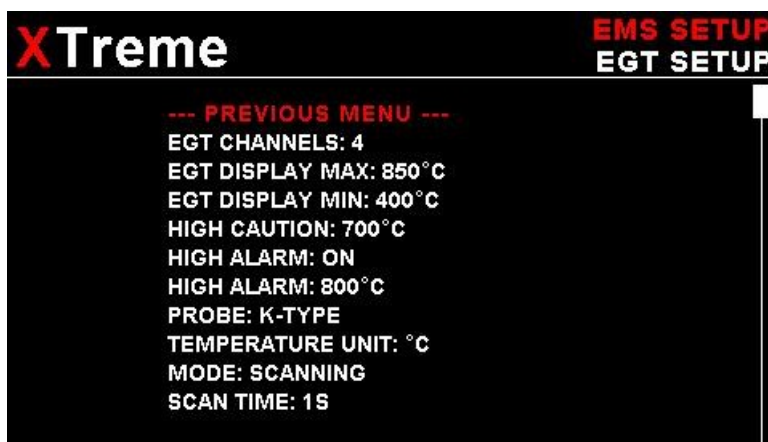 XTreme
EMS SETUP
EGT SETUP
--- PREVIOUS MENU ---
EGT CHANNELS: 4
EGT DISPLAY MAX: 850°C
EGT DISPLAY MIN: 400°C
HIGH CAUTION: 700°C
HIGH ALARM: ON
HIGH ALARM: 800°C
PROBE: K-TYPE
TEMPERATURE UNIT: °C
MODE: SCANNING
SCAN TIME: 1S